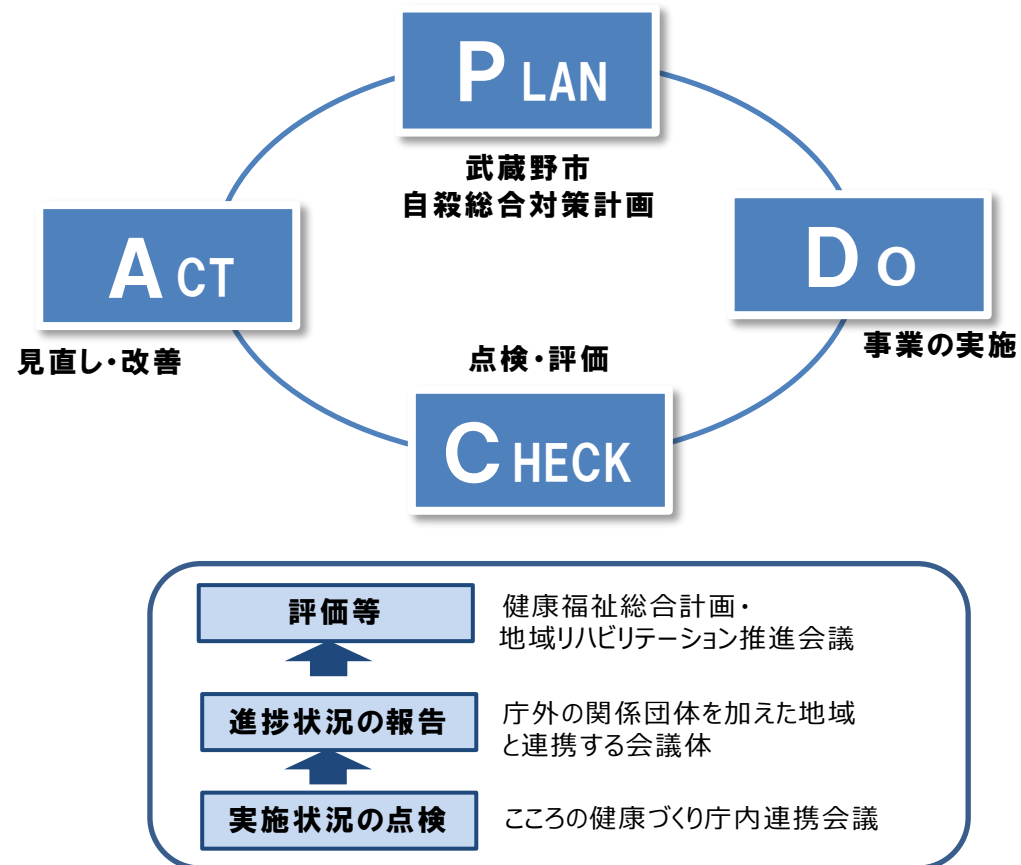 PLAN
武蔵野市
自殺総合対策計画
ACT
見直し・改善
DO
事業の実施
点検・評価
CHECK
評価等
健康福祉総合計画・
地域リハビリテーション推進会議
進捗状況の報告
庁外の関係団体を加えた地域
と連携する会議体
実施状況の点検
こころの健康づくり庁内連携会議